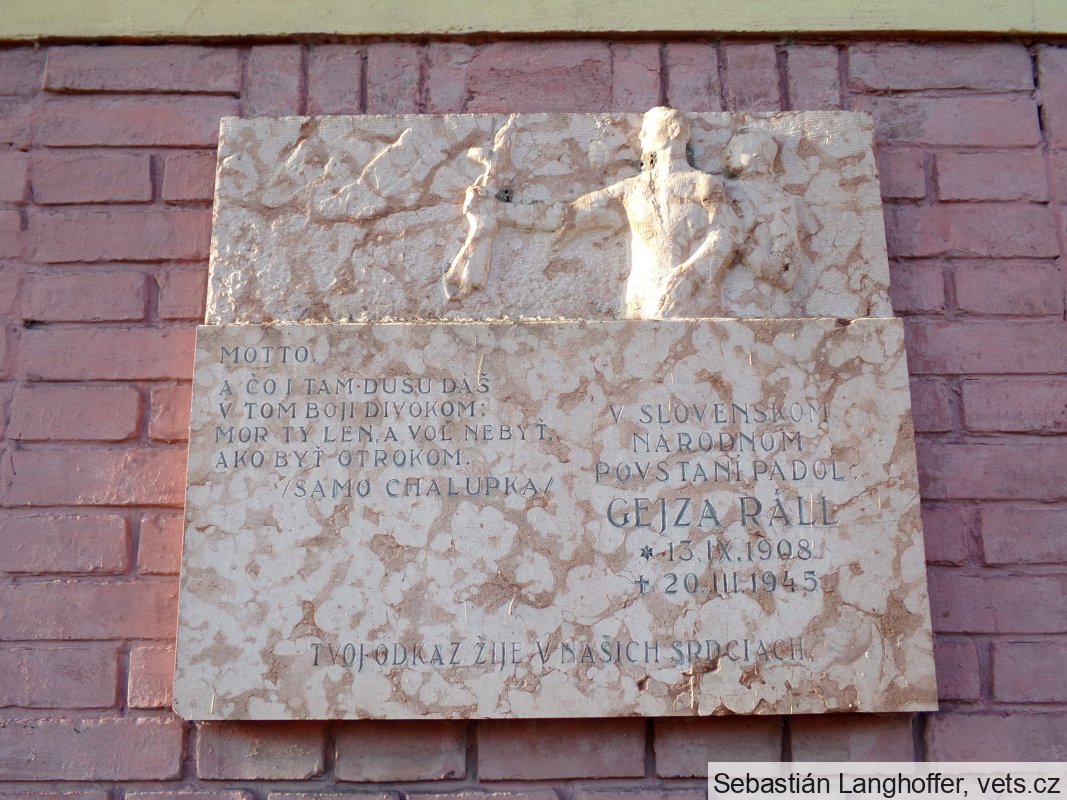 MOTTO.
A ČO I TAM DUŠU DÁŠ
V TOM BOJI DIVOKOM:
MOR TY LEN, A VOĽ NEBYŤ,
AKO BYŤ OTROKOM.
/SAMO CHALUPKA/
V SLOVENSKOM
NÁRODNOM
POVSTANÍ PADOL
GEJZA RÁLL
* 13.IX.1908
✝ 20.III.1945
TVOJ ODKAZ ŽIJE V NAŠICH SRDCIACH.
Sebastián Langhoffer, vets.cz